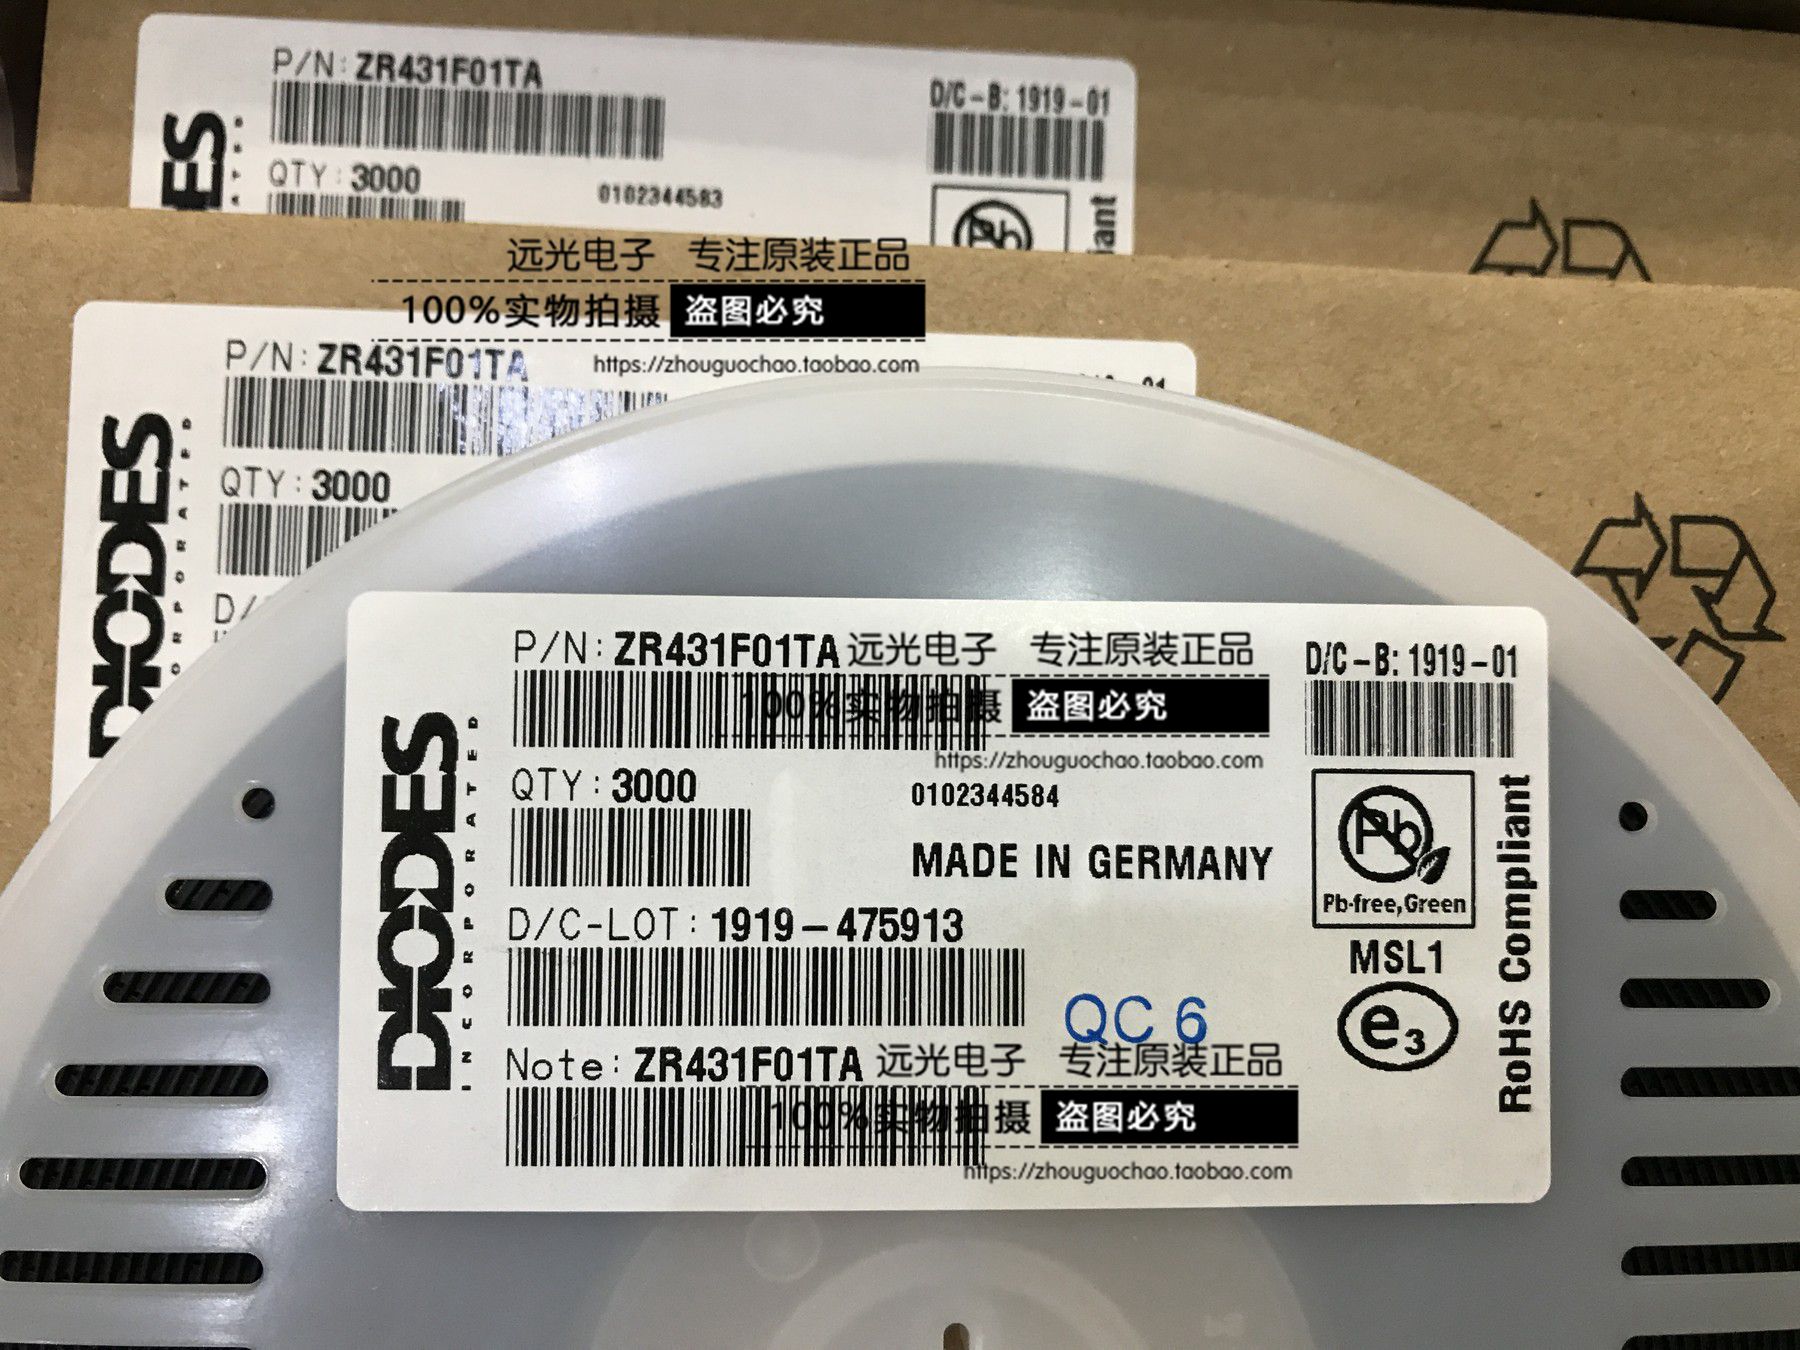 P/N: ZR431F01TA
D/C-B: 1919-01
QTY: 3000
0102344583
远光电子 专注原装正品
100%实物拍摄 盗图必究
https://zhouguochao.taobao.com
P/N: ZR431F01TA
QTY: 3000
DIODES
INCORPORATED
P/N: ZR431F01TA
远光电子 专注原装正品
D/C-B: 1919-01
100%实物拍摄 盗图必究
https://zhouguochao.taobao.com
QTY: 3000
0102344584
MADE IN GERMANY
Pb
Pb-free, Green
D/C-LOT: 1919-475913
MSL1
e3
RoHS Compliant
QC 6
Note: ZR431F01TA
远光电子 专注原装正品
100%实物拍摄 盗图必究
https://zhouguochao.taobao.com
DIODES
INCORPORATED